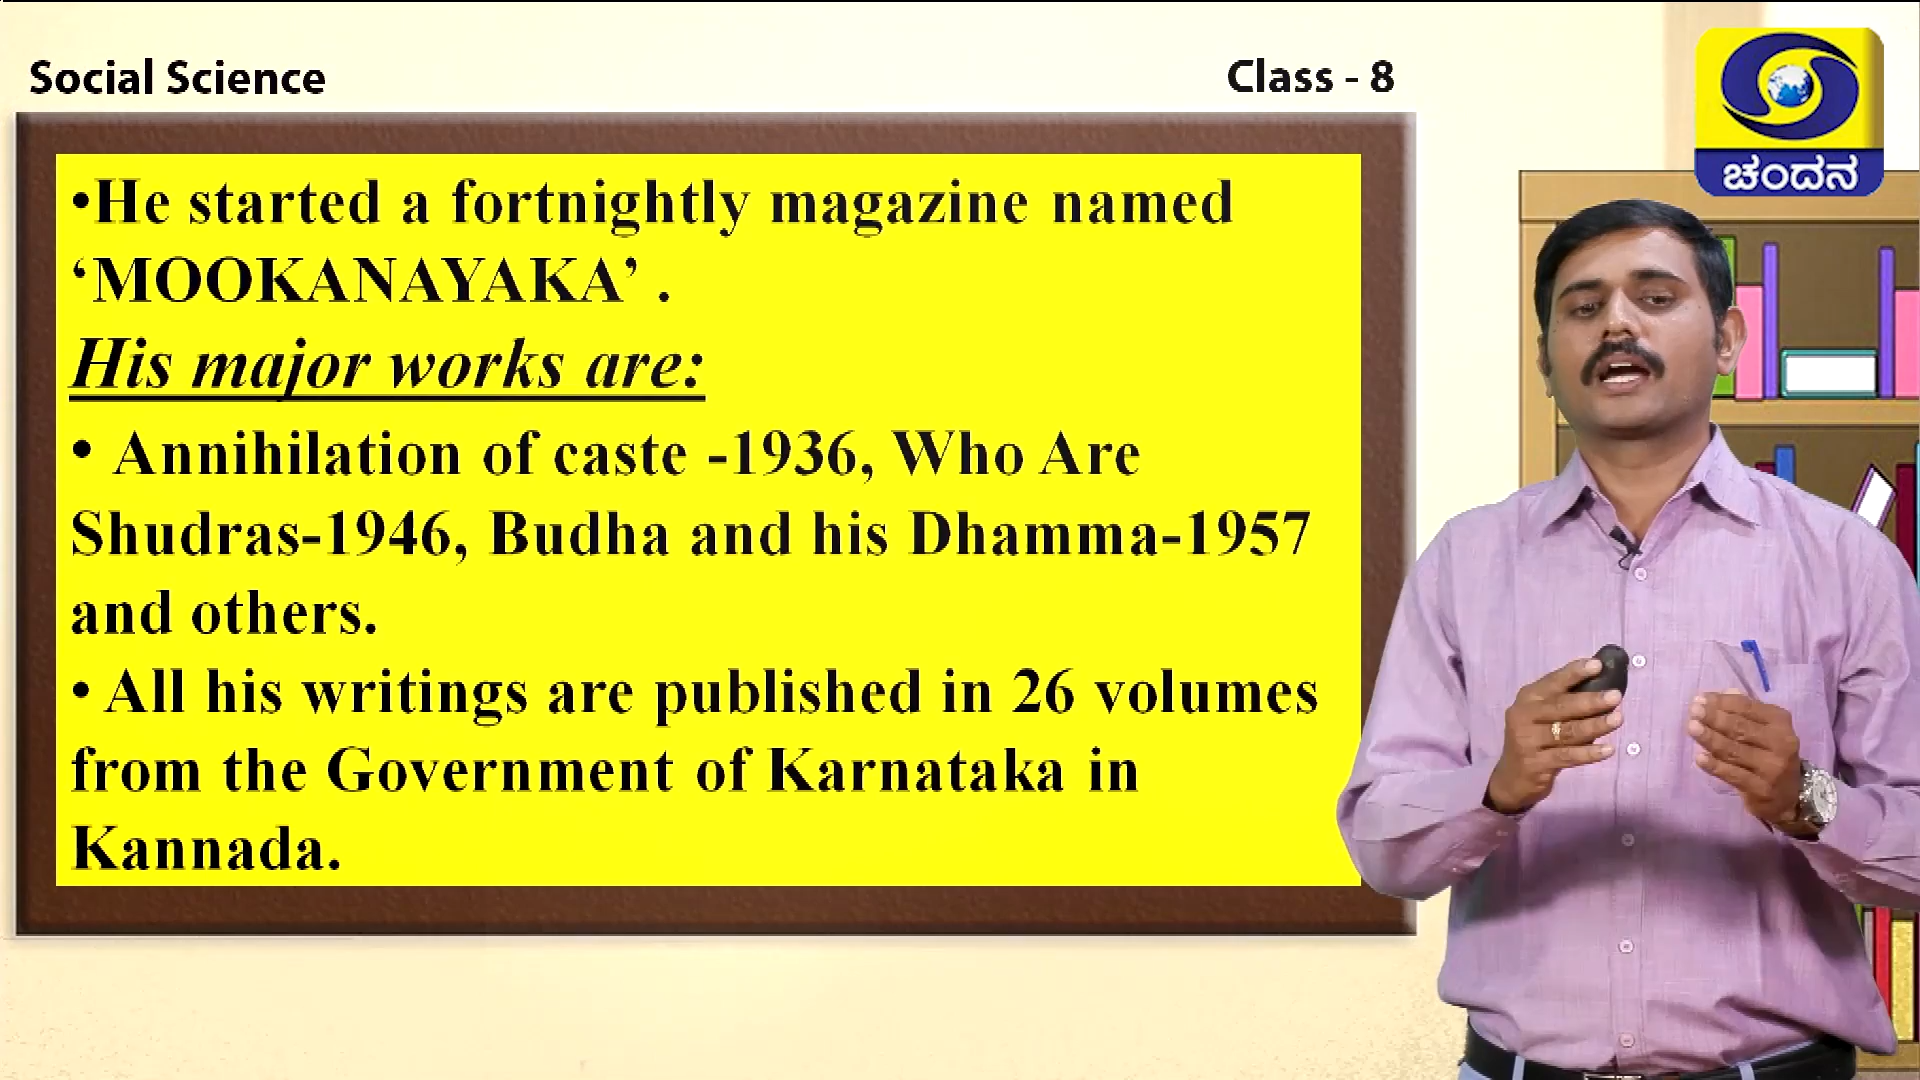 Social Science
Class - 8
ಚಂದನ
•He started a fortnightly magazine named
‘MOOKANAYAKA’ .
His major works are:
• Annihilation of caste -1936, Who Are
Shudras-1946, Budha and his Dhamma-1957
and others.
• All his writings are published in 26 volumes
from the Government of Karnataka in
Kannada.